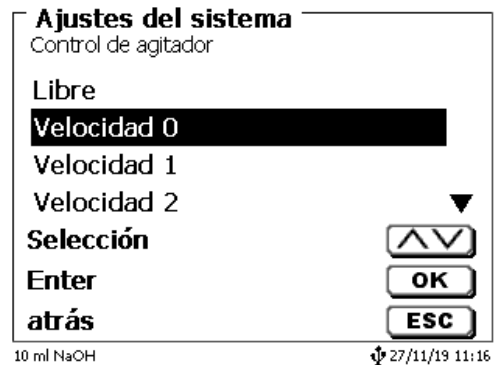 Ajustes del sistema
Control de agitador
Libre
Velocidad 0
Velocidad 1
Velocidad 2
Selección
Enter OK
atrás ESC
10 ml NaOH 27/11/19 11:16